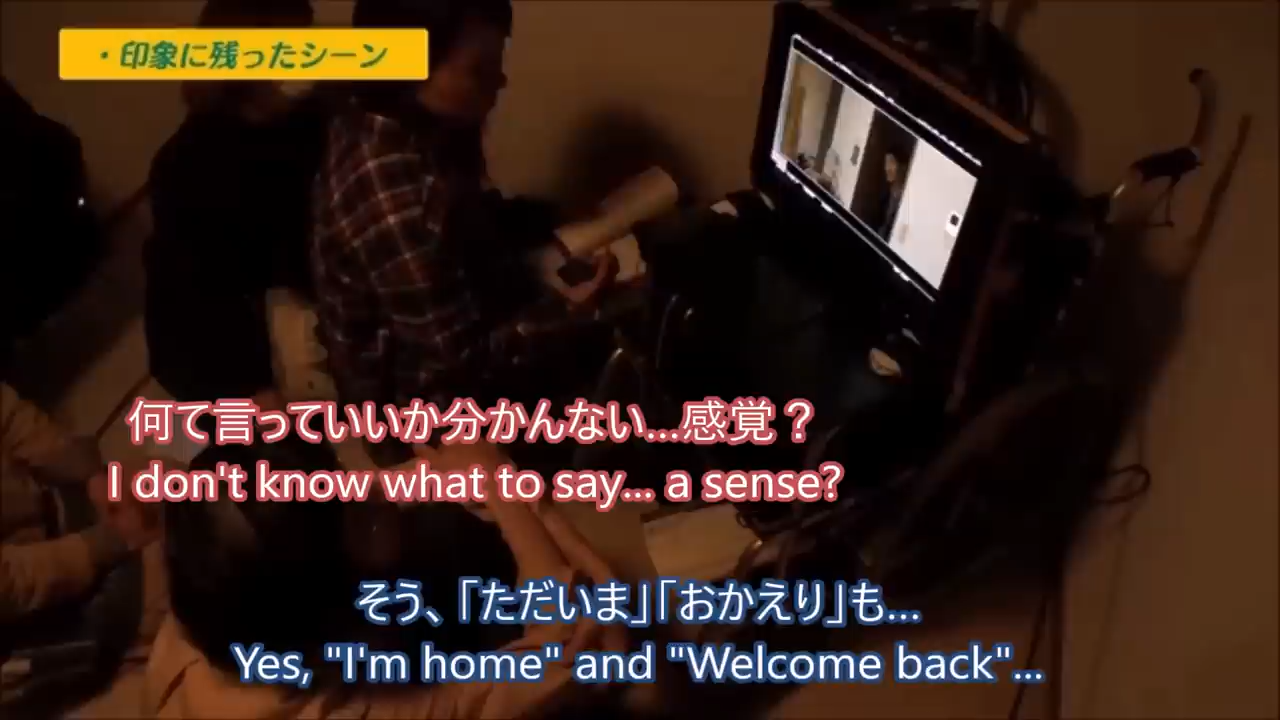 ・印象に残ったシーン
何て言っていいか分かんない...感覚？
I don't know what to say... a sense?
そう、「ただいま」「おかえり」も...
Yes, "I'm home" and "Welcome back"...